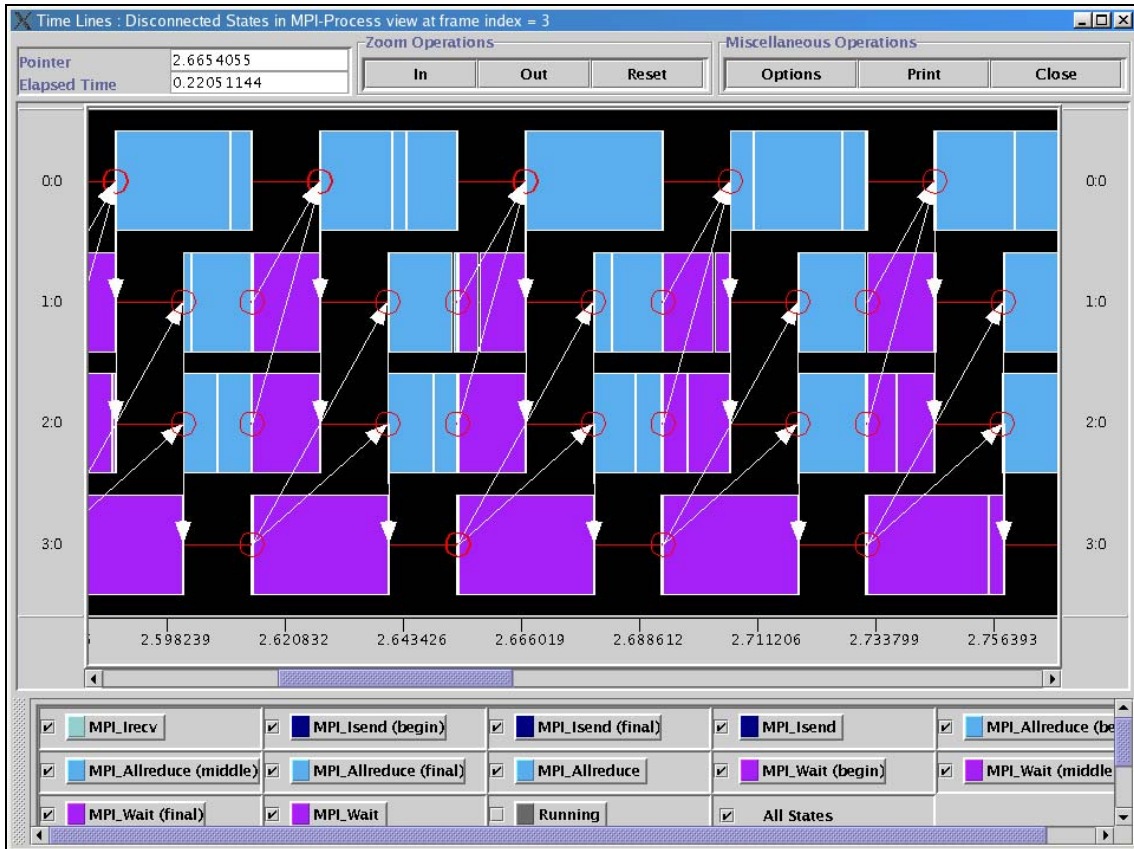 Time Lines : Disconnected States in MPI-Process view at frame index = 3
Zoom Operations
Miscellaneous Operations
Pointer 2.6654055
Elapsed Time 0.22051144
In Out Reset
Options Print Close
0:0 0:0
1:0 1:0
2:0 2:0
3:0 3:0
2.598239 2.620832 2.643426 2.666019 2.688612 2.711206 2.733799 2.756393
MPI_Irecv MPI_Isend (begin) MPI_Isend (final) MPI_Isend MPI_Allreduce (be
MPI_Allreduce (middle) MPI_Allreduce (final) MPI_Allreduce MPI_Wait (begin) MPI_Wait (middle
MPI_Wait (final) MPI_Wait Running All States